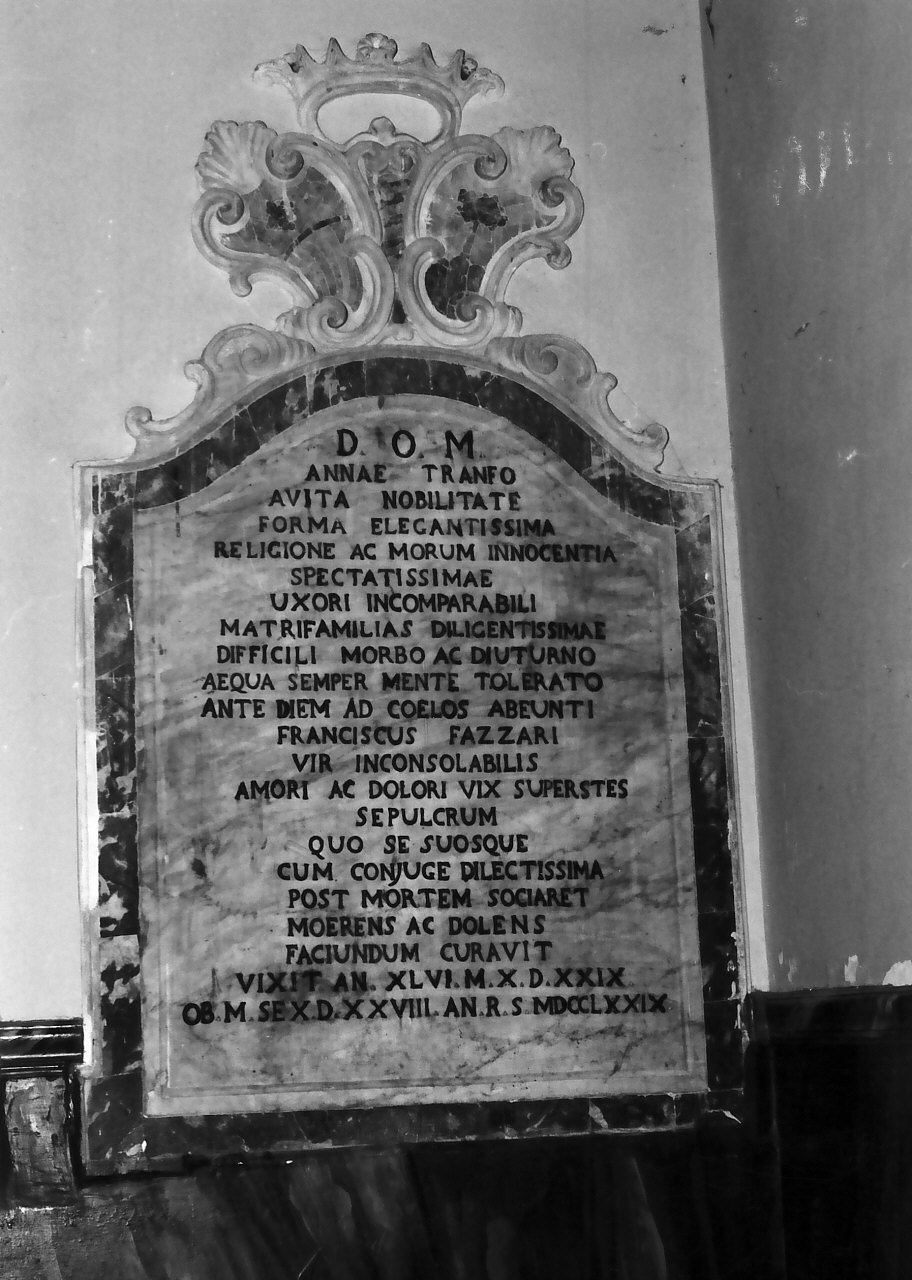 D. O. M.
ANNAE TRANFO
AVITA NOBILITATE
FORMA ELEGANTISSIMA
RELIGIONE AC MORUM INNOCENTIA
SPECTATISSIMAE
UXORI INCOMPARABILI
MATRIFAMILIAS DILIGENTISSIMAE
DIFFICILI MORBO AC DIUTURNO
AEQUA SEMPER MENTE TOLERATO
ANTE DIEM AD COELOS ABEUNTI
FRANCISCUS FAZZARI
VIR INCONSOLABILIS
AMORI AC DOLORI VIX SUPERSTES
SEPULCRUM
QUO SE SUOSQUE
CUM CONJUGE DILECTISSIMA
POST MORTEM SOCIARET
MOERENS AC DOLENS
FACIUNDUM CURAVIT
VIXIT AN. XLVI. M. X. D. XXIX
OB. M. SEX. D. XXVIII. AN. R. S. MDCCLXXIX